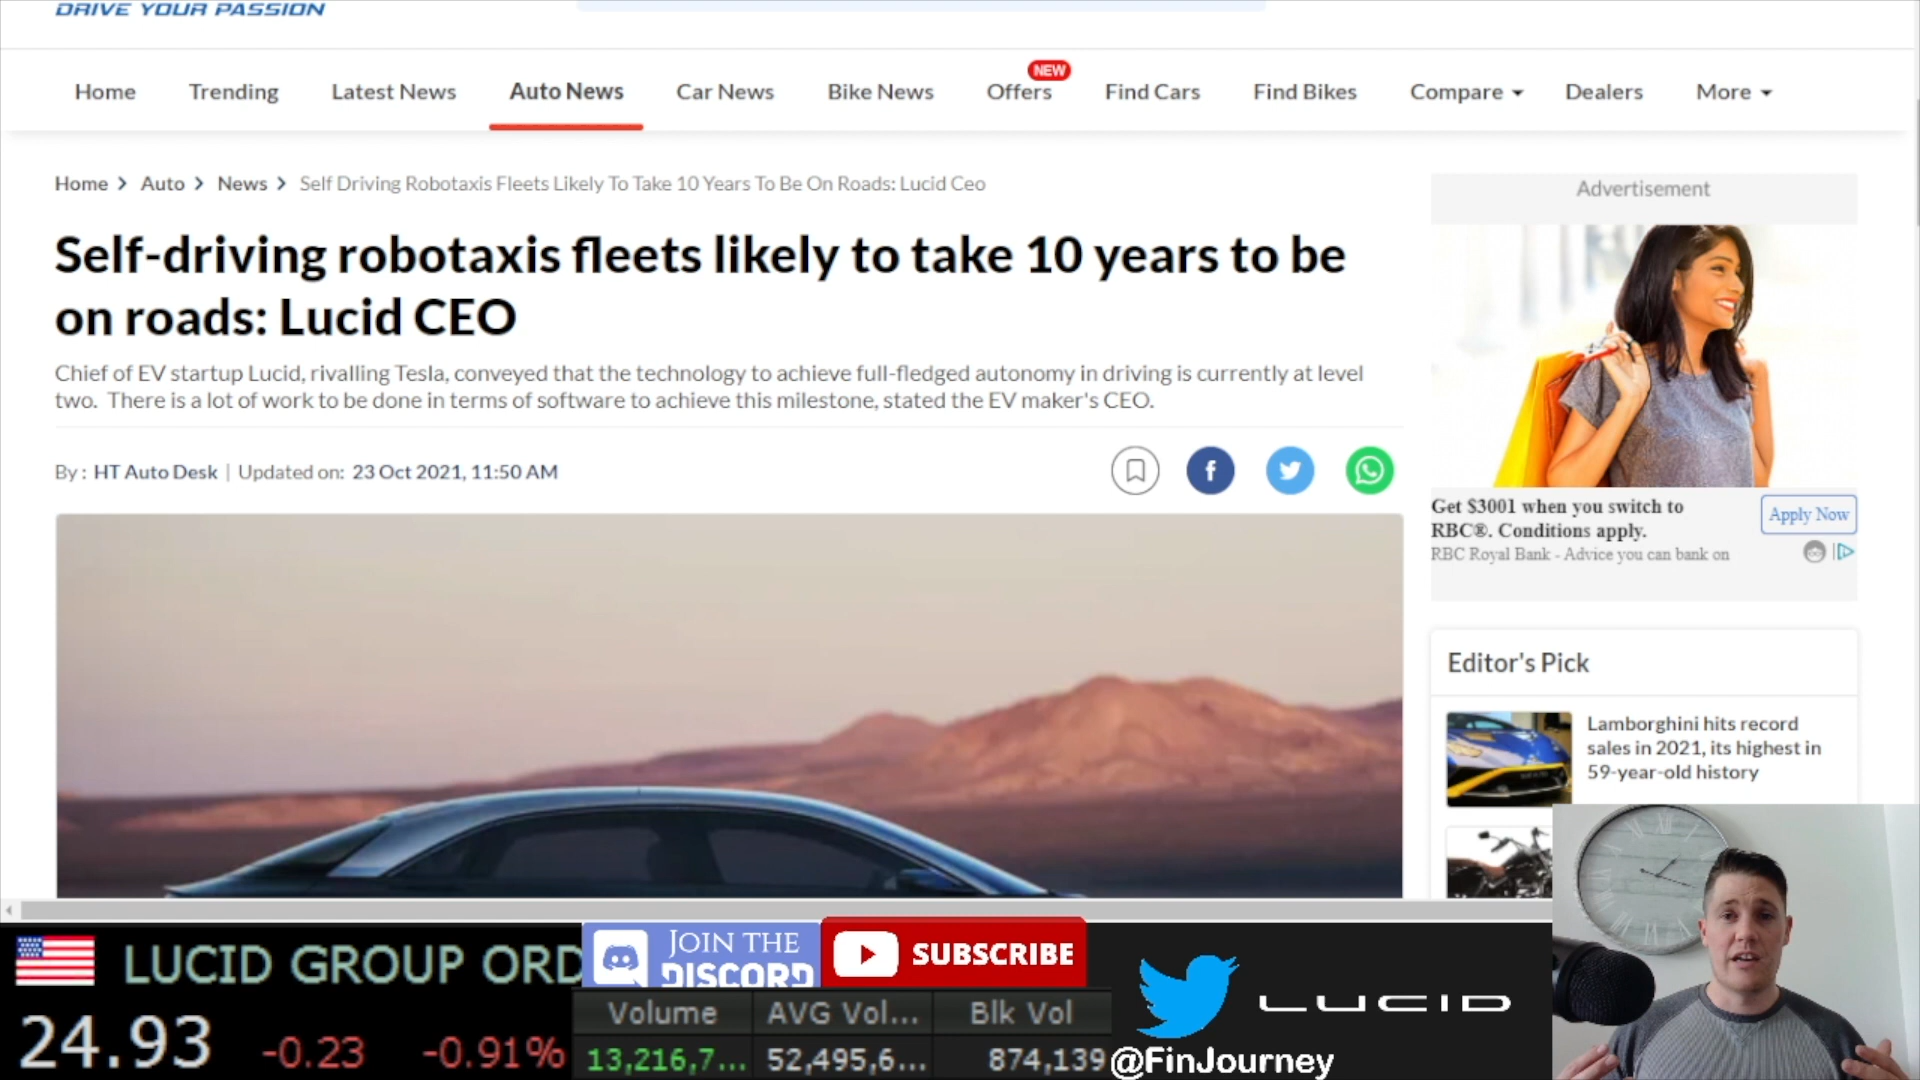 DRIVE YOUR PASSION
NEW
Home Trending Latest News Auto News Car News Bike News Offers Find Cars Find Bikes Compare Dealers More
Home > Auto > News > Self Driving Robotaxis Fleets Likely To Take 10 Years To Be On Roads: Lucid Ceo
Self-driving robotaxis fleets likely to take 10 years to be
on roads: Lucid CEO
Chief of EV startup Lucid, rivalling Tesla, conveyed that the technology to achieve full-fledged autonomy in driving is currently at level
two. There is a lot of work to be done in terms of software to achieve this milestone, stated the EV maker's CEO.
By : HT Auto Desk | Updated on: 23 Oct 2021, 11:50 AM
Advertisement
Get $3001 when you switch to
RBC®. Conditions apply.
RBC Royal Bank - Advice you can bank on
Apply Now
Editor's Pick
Lamborghini hits record
sales in 2021, its highest in
59-year-old history
LUCID GROUP ORD
24.93 -0.23 -0.91%
JOIN THE
DISCORD
SUBSCRIBE
Volume AVG Vol... Blk Vol
13,216,7... 52,495,6... 874,139
LUCID
@FinJourney